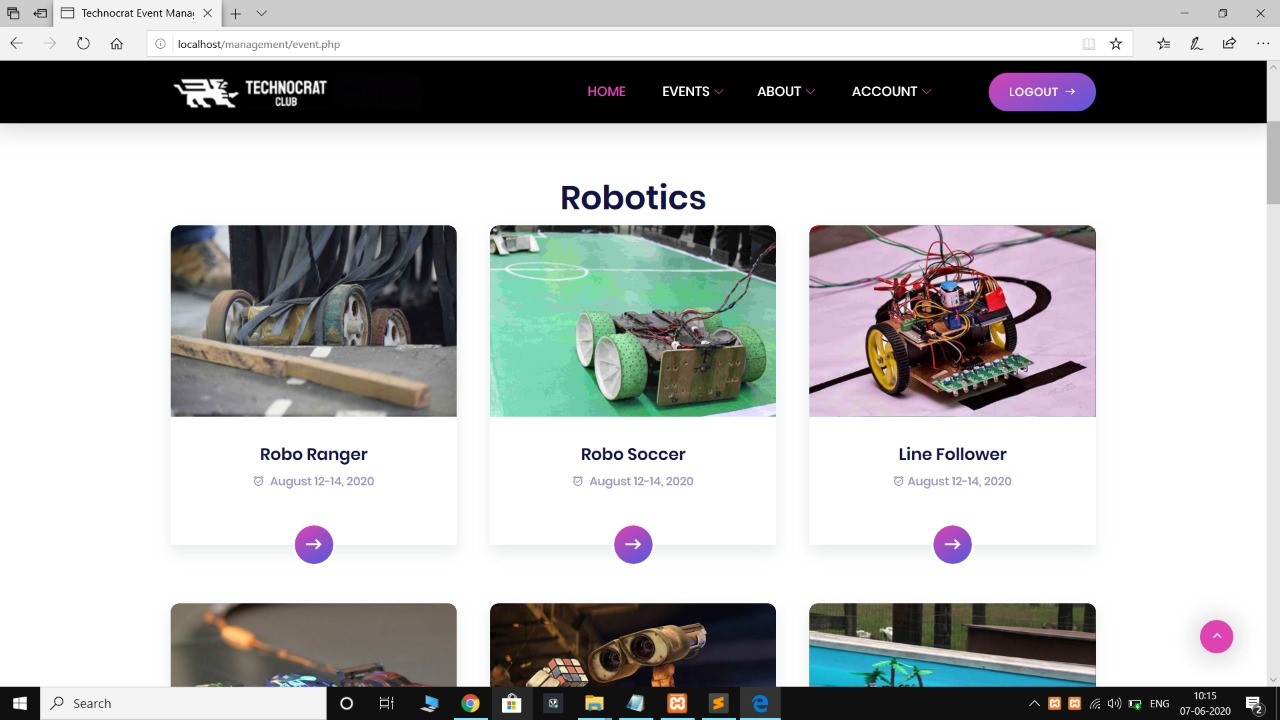 Technocrat Event Manag
localhost/management/event.php
TECHNOCRAT
CLUB
HOME EVENTS ABOUT ACCOUNT LOGOUT
Robotics
Robo Ranger Robo Soccer Line Follower
August 12-14, 2020 August 12-14, 2020 August 12-14, 2020
Search
ENG
10:15
07-06-2020
2